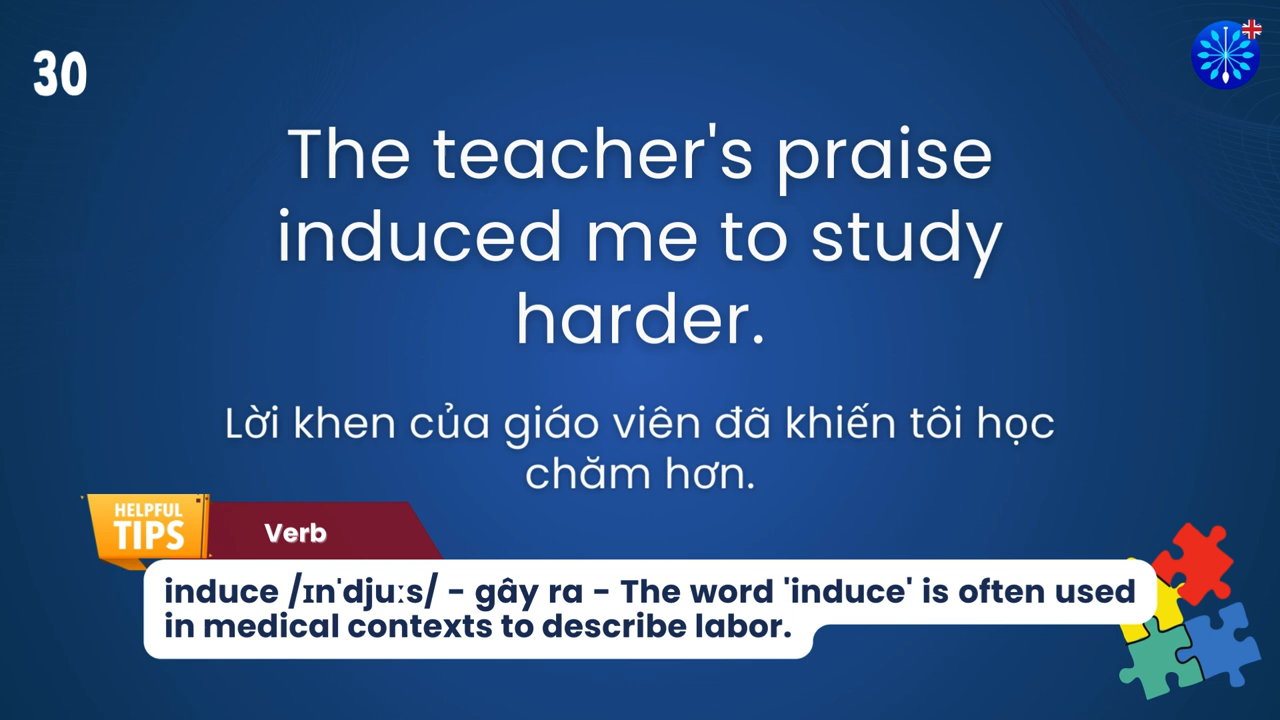 30
The teacher's praise
induced me to study
harder.
Lời khen của giáo viên đã khiến tôi học
chăm hơn.
HELPFUL
TIPS
Verb
induce /ɪnˈdjuːs/ - gây ra - The word 'induce' is often used
in medical contexts to describe labor.